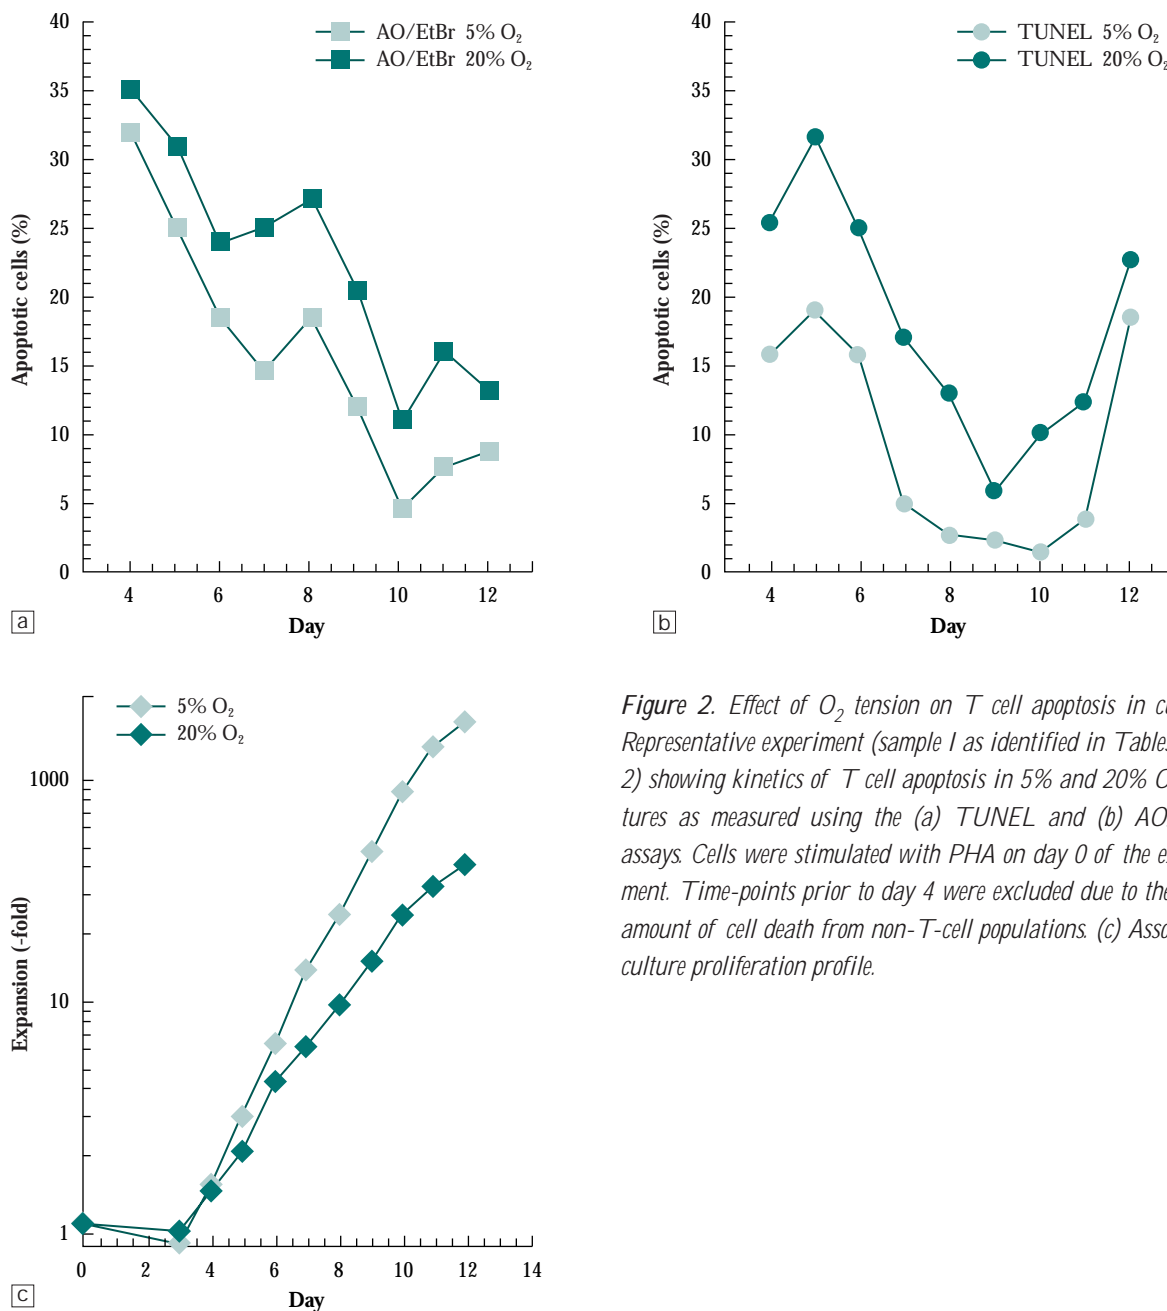 40
35
30
25
20
15
10
5
0
Apoptotic cells (%)
AO/EtBr 5% O₂
AO/EtBr 20% O₂
4 6 8 10 12
Day
a
40
35
30
25
20
15
10
5
0
Apoptotic cells (%)
TUNEL 5% O₂
TUNEL 20% O₂
4 6 8 10 12
Day
b
5% O₂
20% O₂
1000
10
1
Expansion (-fold)
0 2 4 6 8 10 12 14
Day
c
Figure 2. Effect of O₂ tension on T cell apoptosis in
Representative experiment (sample I as identified in Tables
2) showing kinetics of T cell apoptosis in 5% and 20%
tures as measured using the (a) TUNEL and (b) AO
assays. Cells were stimulated with PHA on day 0 of the
ment. Time-points prior to day 4 were excluded due to the
amount of cell death from non-T-cell populations. (c)
culture proliferation profile.